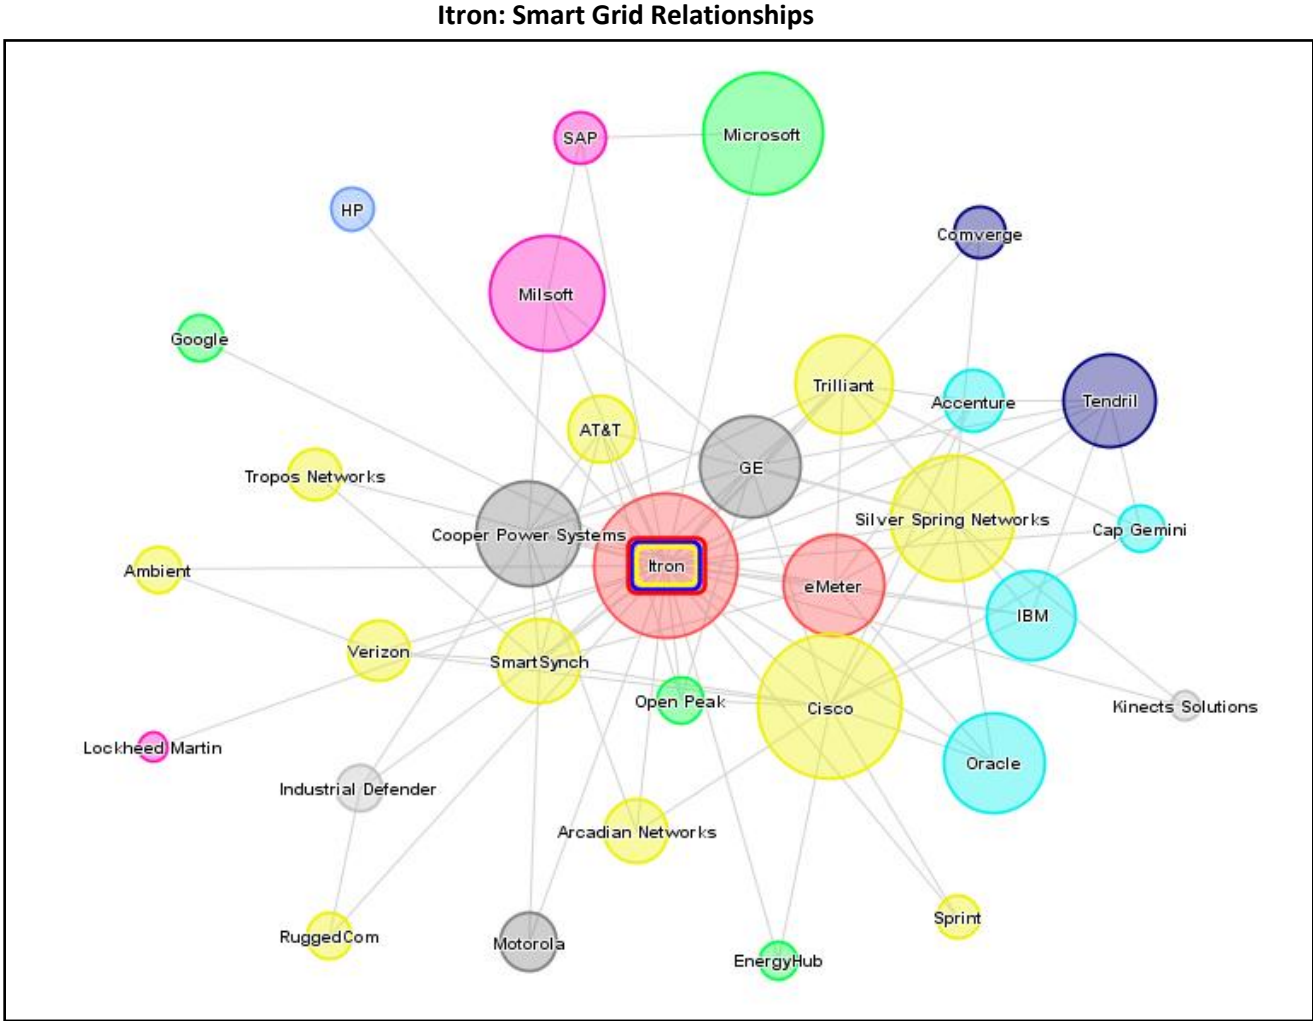 Itron: Smart Grid Relationships
Microsoft
SAP
HP
Comverge
Milsoft
Google
Trilliant
Accenture
Tendril
AT&T
GE
Tropos Networks
Silver Spring Networks
Cap Gemini
Cooper Power Systems
Itron
Ambient
eMeter
IBM
Verizon
SmartSynch
Open Peak
Cisco
Kinects Solutions
Lockheed Martin
Oracle
Industrial Defender
Arcadian Networks
Sprint
RuggedCom
Motorola
EnergyHub